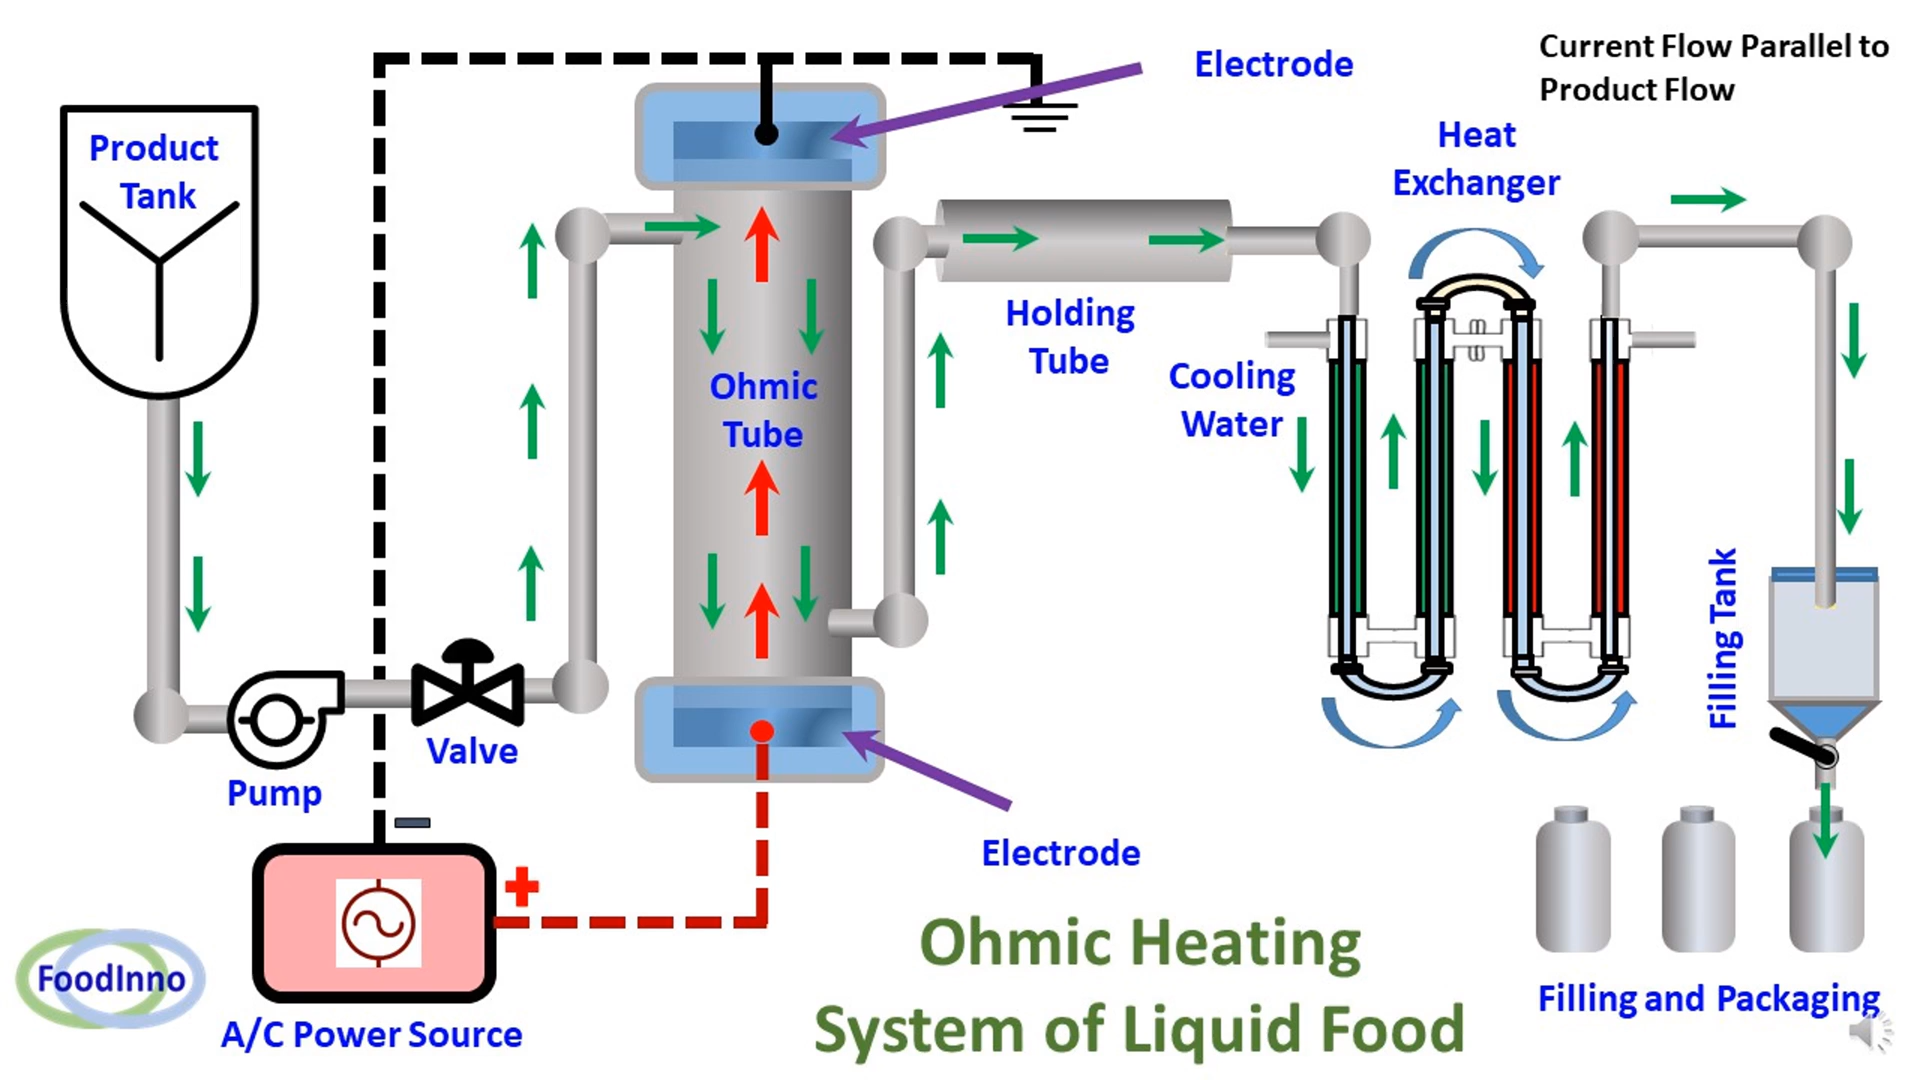 Electrode
Current Flow Parallel to
Product Flow
Product
Tank
Heat
Exchanger
Ohmic
Tube
Holding
Tube
Cooling
Water
Valve
Pump
Electrode
Filling Tank
+
-
A/C Power Source
FoodInno
Ohmic Heating
System of Liquid Food
Filling and Packaging